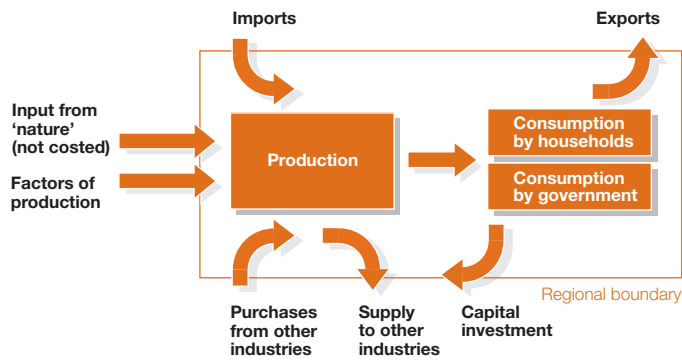 Imports
Exports
Input from
‘nature’
(not costed)
Factors of
production
Production
Consumption
by households
Consumption
by government
Regional boundary
Purchases
from other
industries
Supply
to other
industries
Capital
investment